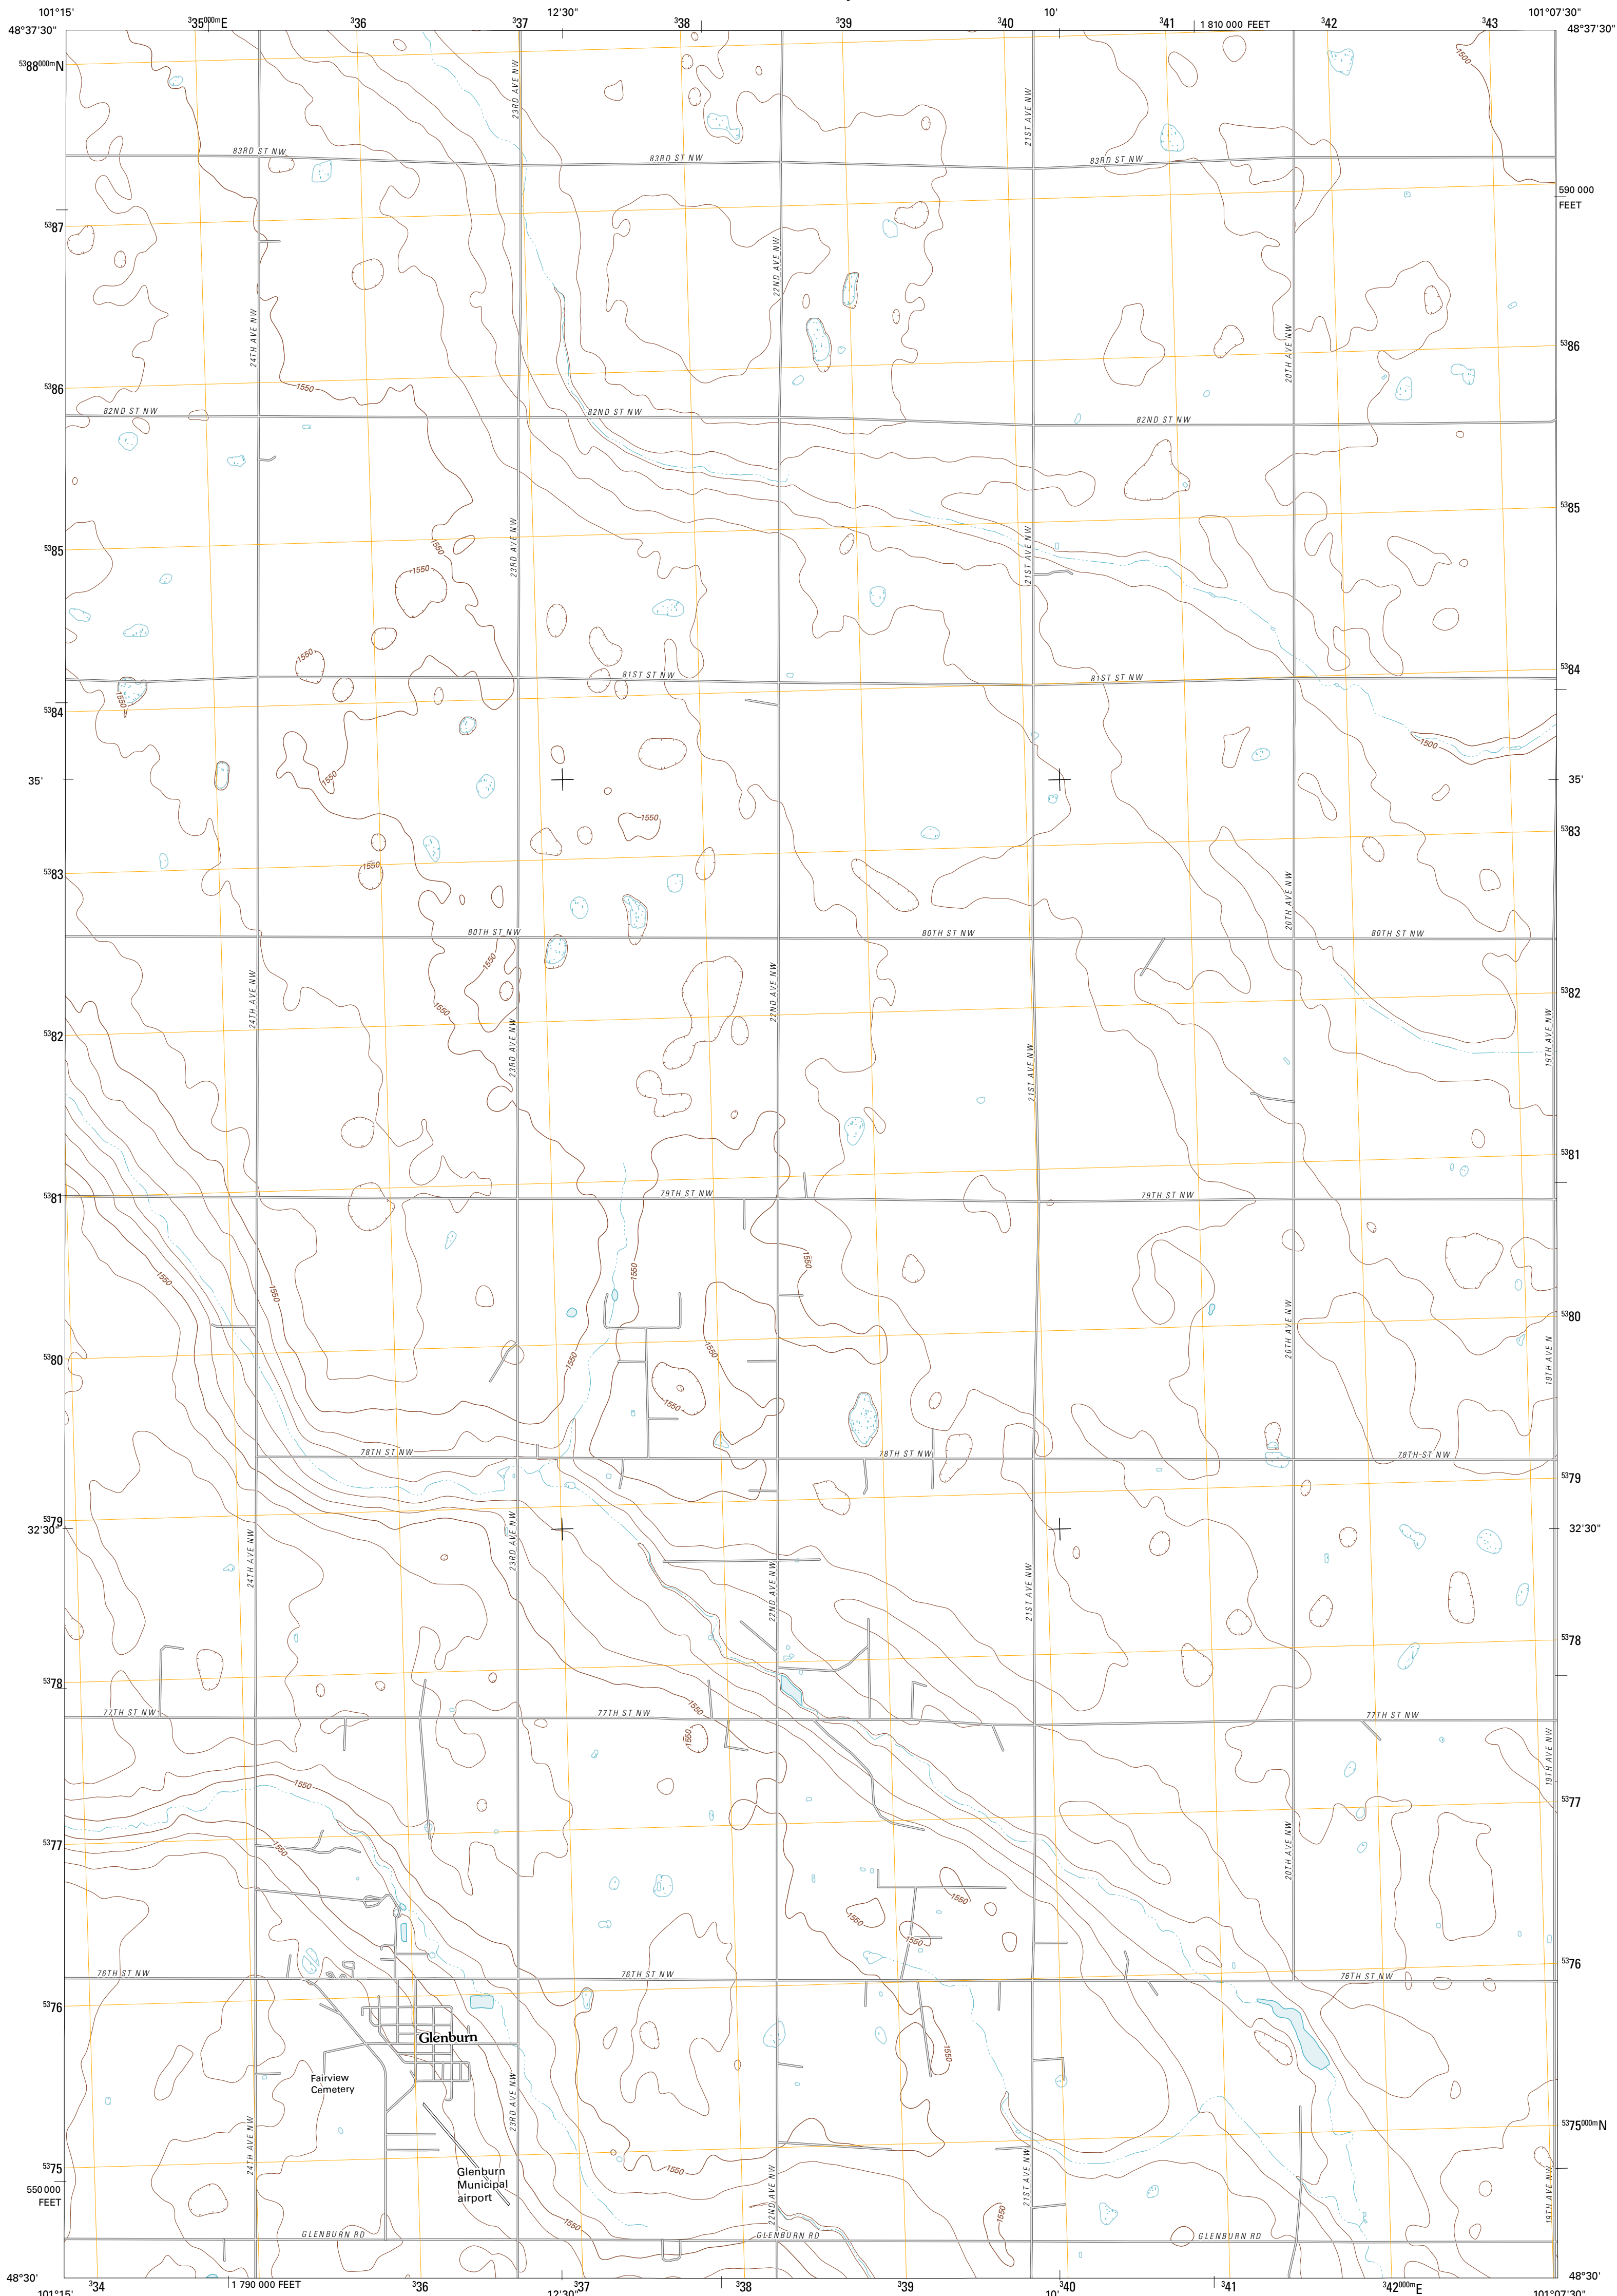 101°15'
³35⁰⁰⁰ᵐE
³36
³37
12'30"
³38
³39
³40
10'
³41
1 810 000 FEET
³42
³43
101°07'30"
48°37'30"
48°37'30"
⁵³88⁰⁰⁰ᵐN
1500
23RD AVE NW
21ST AVE NW
83RD ST NW
83RD ST NW
83RD ST NW
590 000
FEET
⁵³87
22ND AVE NW
24TH AVE NW
20TH AVE NW
⁵³86
⁵³86
1550
82ND ST NW
82ND ST NW
82ND ST NW
⁵³85
23RD AVE NW
21ST AVE NW
⁵³85
1550
1550
1550
⁵³84
81ST ST NW
81ST ST NW
1550
⁵³84
1500
35'
1550
35'
1550
⁵³83
⁵³83
1550
20TH AVE NW
80TH ST NW
80TH ST NW
80TH ST NW
1550
24TH AVE NW
22ND AVE NW
⁵³82
1550
⁵³82
23RD AVE NW
21ST AVE NW
19TH AVE NW
⁵³81
⁵³81
79TH ST NW
79TH ST NW
1550
1550
1550
1550
⁵³80
20TH AVE NW
⁵³80
1550
1550
19TH AVE N
1550
78TH ST NW
78TH ST NW
78TH ST NW
⁵³79
⁵³79
32'30"
32'30"
24TH AVE NW
23RD AVE NW
22ND AVE NW
21ST AVE NW
⁵³78
⁵³78
1550
77TH ST NW
77TH ST NW
77TH ST NW
1550
19TH AVE NW
1550
⁵³77
⁵³77
1550
20TH AVE NW
1550
1550
1550
76TH ST NW
76TH ST NW
76TH ST NW
⁵³76
⁵³76
Glenburn
1550
Fairview
Cemetery
23RD AVE NW
⁵³75⁰⁰⁰ᵐN
24TH AVE NW
⁵³75
1550
Glenburn
Municipal
airport
22ND AVE NW
21ST AVE NW
19TH AVE NW
550 000
FEET
1550
1550
GLENBURN RD
GLENBURN RD
GLENBURN RD
48°30'
48°30'
101°15'
³34
1 790 000 FEET
³36
12'30"
³37
³38
³39
³40
10'
³41
³42⁰⁰⁰ᵐE
101°07'30"